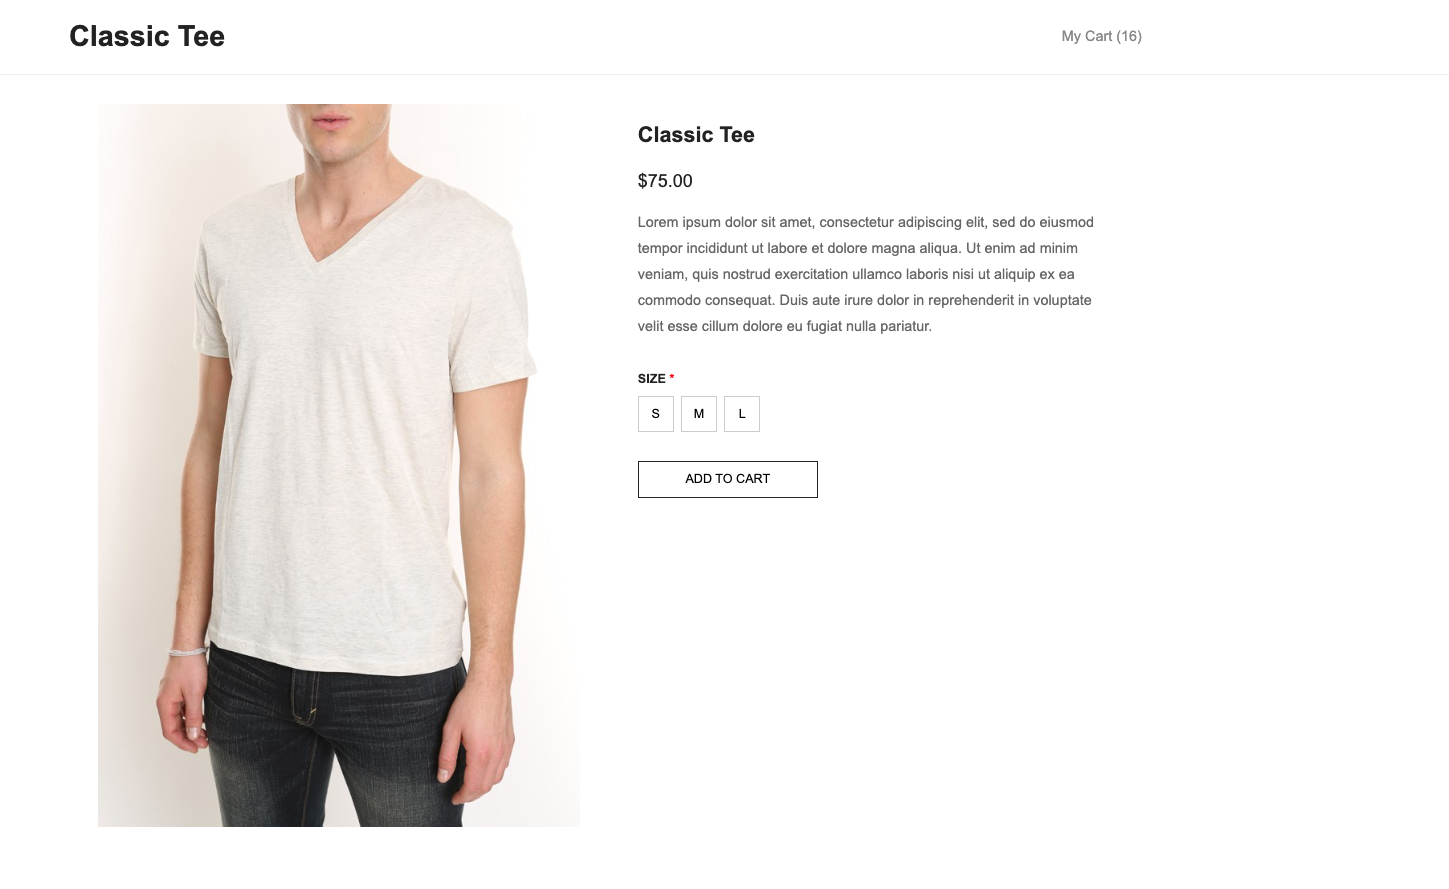 Classic Tee
My Cart (16)
Classic Tee
$75.00
Lorem ipsum dolor sit amet, consectetur adipiscing elit, sed do eiusmod
tempor incididunt ut labore et dolore magna aliqua. Ut enim ad minim
veniam, quis nostrud exercitation ullamco laboris nisi ut aliquip ex ea
commodo consequat. Duis aute irure dolor in reprehenderit in voluptate
velit esse cillum dolore eu fugiat nulla pariatur.
SIZE *
S M L
ADD TO CART